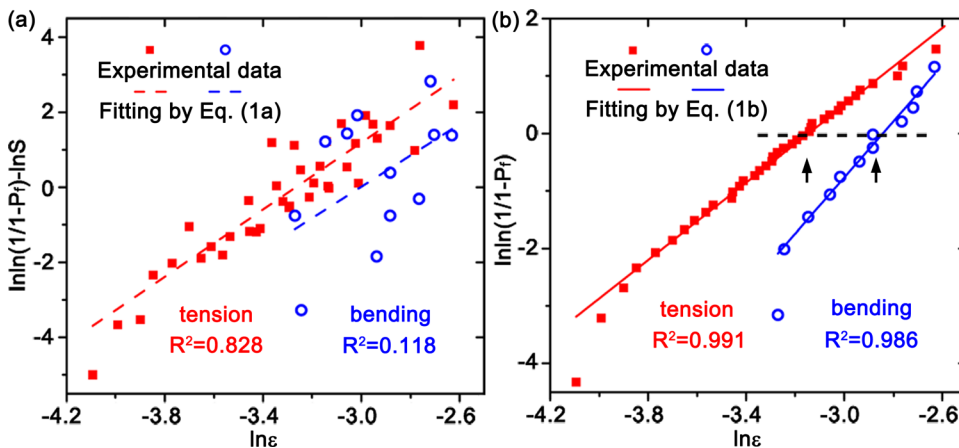 (a)
4
2
0
-2
-4
lnln(1/1-Pf)-lnS
Experimental data
Fitting by Eq. (1a)
tension
R²=0.828
bending
R²=0.118
-4.2
-3.8
-3.4
-3.0
-2.6
lnε
(b)
2
0
-2
-4
lnln(1/1-Pf)
Experimental data
Fitting by Eq. (1b)
tension
R²=0.991
bending
R²=0.986
-4.2
-3.8
-3.4
-3.0
-2.6
lnε